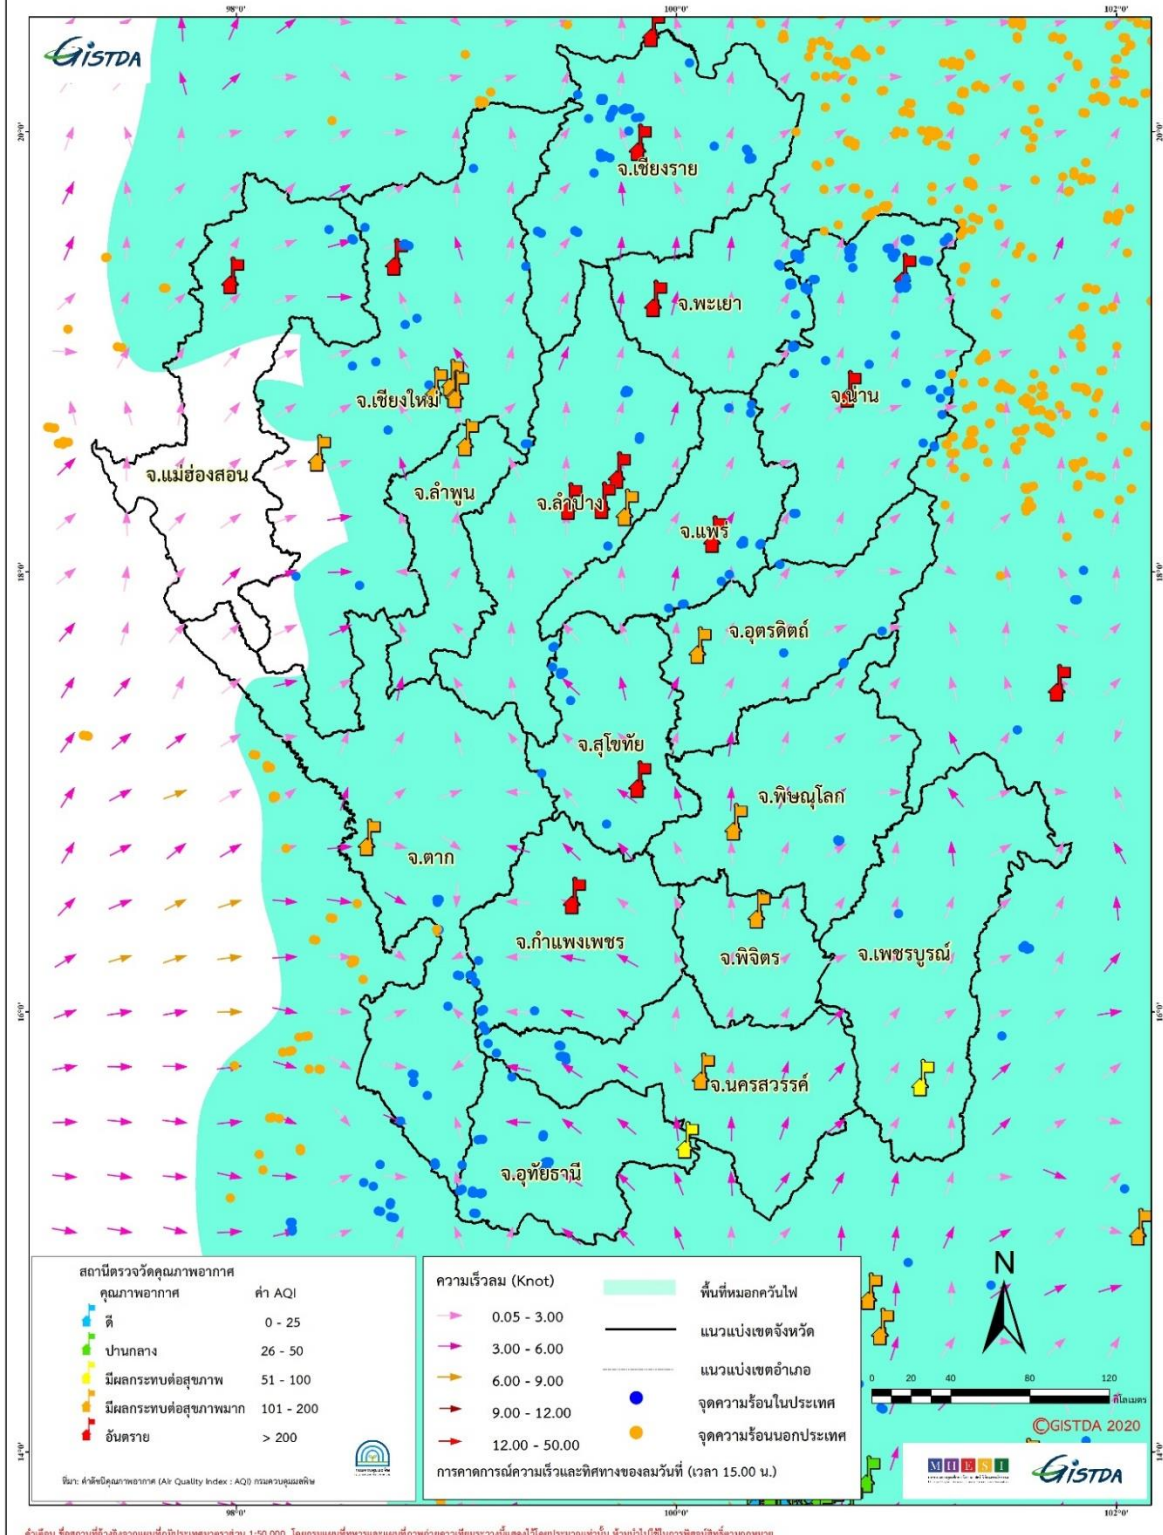 98°0' 100°0' 102°0'
GISTDA
20°0' 20°0'
จ.เชียงราย
จ.พะเยา
จ.เชียงใหม่
จ.น่าน
จ.แม่ฮ่องสอน
จ.ลำพูน
จ.ลำปาง
จ.แพร่
18°0' 18°0'
จ.อุตรดิตถ์
จ.สุโขทัย
จ.พิษณุโลก
จ.ตาก
จ.กำแพงเพชร
จ.พิจิตร
จ.เพชรบูรณ์
16°0' 16°0'
จ.นครสวรรค์
จ.อุทัยธานี
สถานีตรวจวัดคุณภาพอากาศ
คุณภาพอากาศ ค่า AQI
ดี 0 - 25
ปานกลาง 26 - 50
มีผลกระทบต่อสุขภาพ 51 - 100
มีผลกระทบต่อสุขภาพมาก 101 - 200
อันตราย > 200
ที่มา: ค่าดัชนีคุณภาพอากาศ (Air Quality Index : AQI) กรมควบคุมมลพิษ
ความเร็วลม (Knot)
0.05 - 3.00
3.00 - 6.00
6.00 - 9.00
9.00 - 12.00
12.00 - 50.00
พื้นที่หมอกควันไฟ
แนวแบ่งเขตจังหวัด
แนวแบ่งเขตอำเภอ
จุดความร้อนในประเทศ
จุดความร้อนนอกประเทศ
การคาดการณ์ความเร็วและทิศทางของลมวันที่ (เวลา 15.00 น.)
N
0 20 40 80 120
กิโลเมตร
©GISTDA 2020
MHESI
GISTDA
14°0' 14°0'
98°0' 100°0' 102°0'